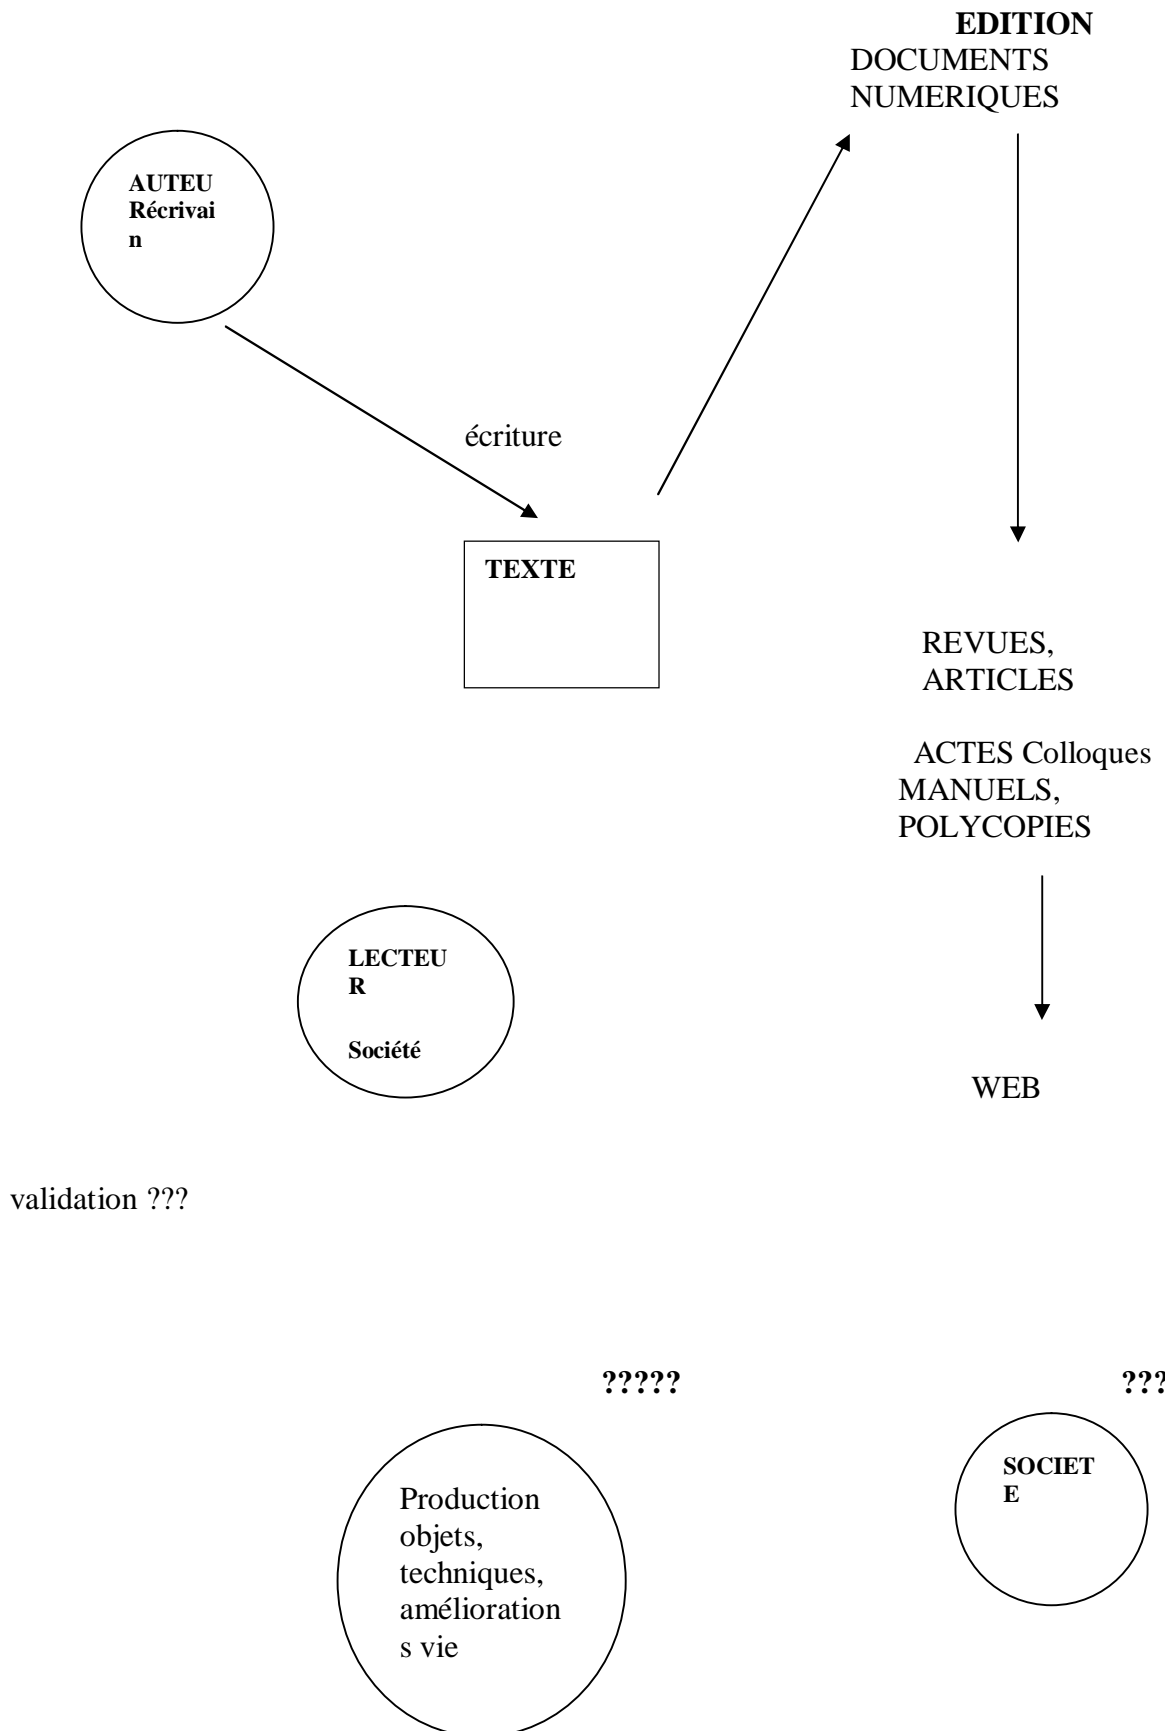 EDITION
DOCUMENTS
NUMERIQUES
AUTEU
Récrivai
n
écriture
TEXTE
REVUES,
ARTICLES
ACTES Colloques
MANUELS,
POLYCOPIES
LECTEU
R
Société
WEB
validation ???
?????
???
SOCIET
E
Production
objets,
techniques,
amélioration
s vie